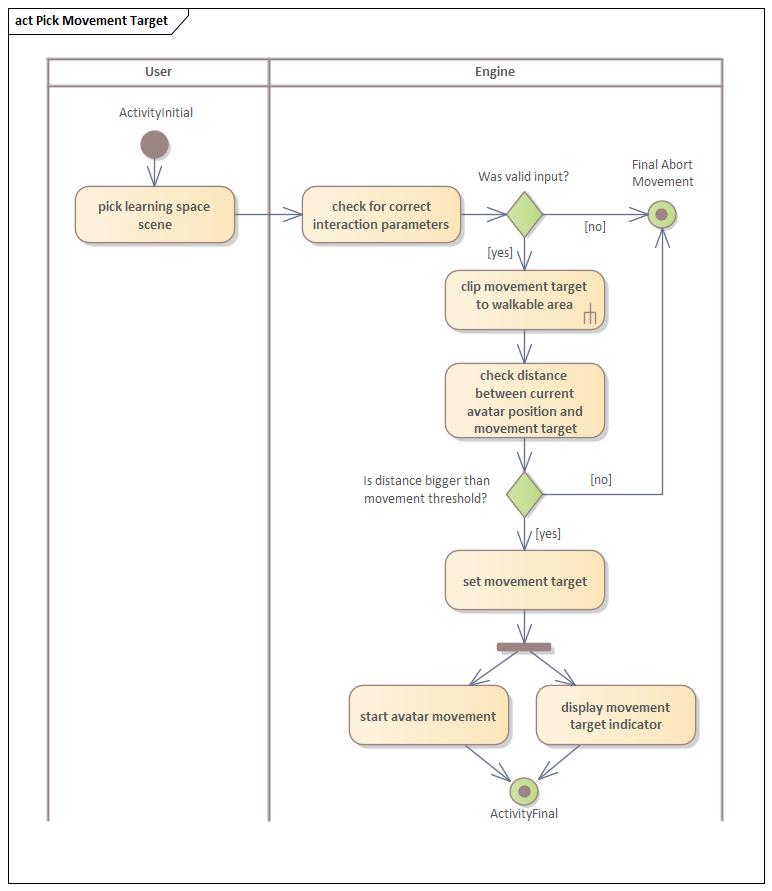 act Pick Movement Target
User
Engine
ActivityInitial
pick learning space
scene
check for correct
interaction parameters
Was valid input?
Final Abort
Movement
[no]
[yes]
clip movement target
to walkable area
check distance
between current
avatar position and
movement target
Is distance bigger than
movement threshold?
[no]
[yes]
set movement target
start avatar movement
display movement
target indicator
ActivityFinal